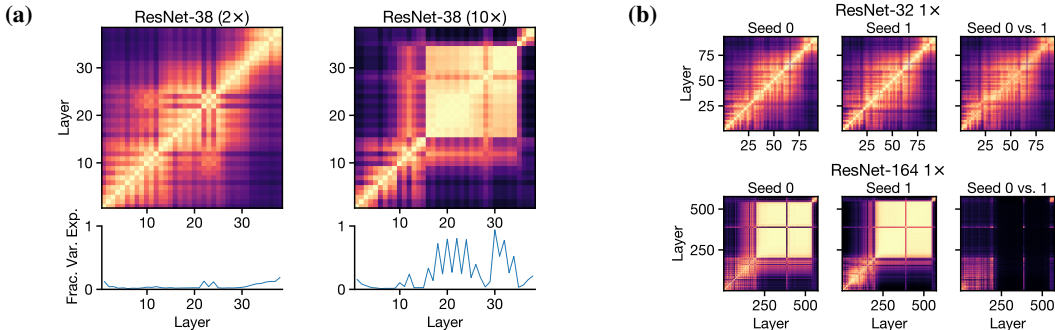 (a)
ResNet-38 (2×)
ResNet-38 (10×)
Layer
30
20
10
10 20 30
10 20 30
Frac. Var. Exp.
1
0
10 20 30
Layer
1
0
10 20 30
Layer
(b)
ResNet-32 1×
Seed 0
Seed 1
Seed 0 vs. 1
Layer
75
50
25
25 50 75
25 50 75
25 50 75
ResNet-164 1×
Seed 0
Seed 1
Seed 0 vs. 1
Layer
500
250
250 500
Layer
250 500
Layer
250 500
Layer